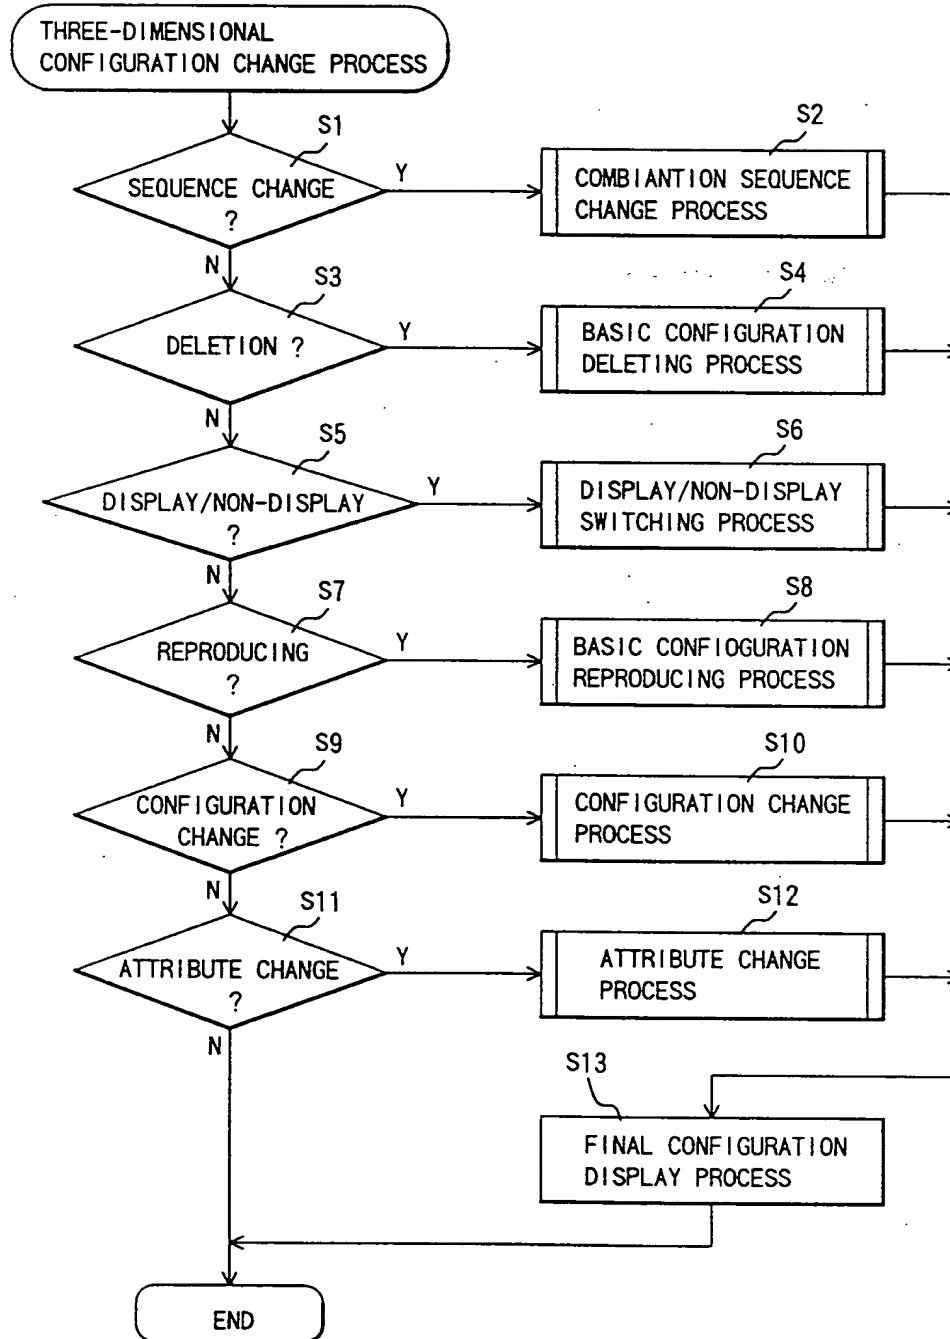 THREE-DIMENSIONAL
CONFIGURATION CHANGE PROCESS
S1
SEQUENCE CHANGE
?
Y
N
S2
COMBIANTION SEQUENCE
CHANGE PROCESS
S3
DELETION ?
Y
N
S4
BASIC CONFIGURATION
DELETING PROCESS
S5
DISPLAY/NON-DISPLAY
?
Y
N
S6
DISPLAY/NON-DISPLAY
SWITCHING PROCESS
S7
REPRODUCING
?
Y
N
S8
BASIC CONFIOGURATION
REPRODUCING PROCESS
S9
CONFIGURATION
CHANGE ?
Y
N
S10
CONFIGURATION CHANGE
PROCESS
S11
ATTRIBUTE CHANGE
?
Y
N
S12
ATTRIBUTE CHANGE
PROCESS
S13
FINAL CONFIGURATION
DISPLAY PROCESS
END